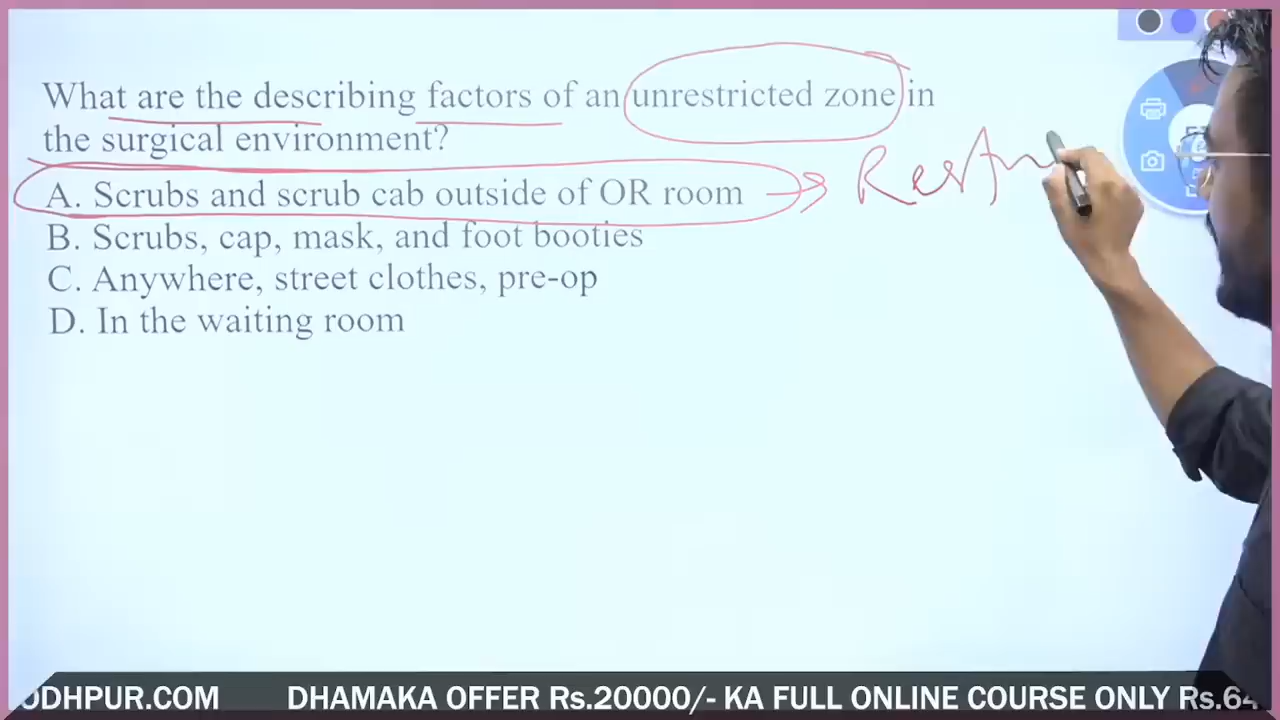 What are the describing factors of an unrestricted zone in
the surgical environment?
A. Scrubs and scrub cab outside of OR room
B. Scrubs, cap, mask, and foot booties
C. Anywhere, street clothes, pre-op
D. In the waiting room
ODHPUR.COM DHAMAKA OFFER Rs.20000/- KA FULL ONLINE COURSE ONLY Rs.64